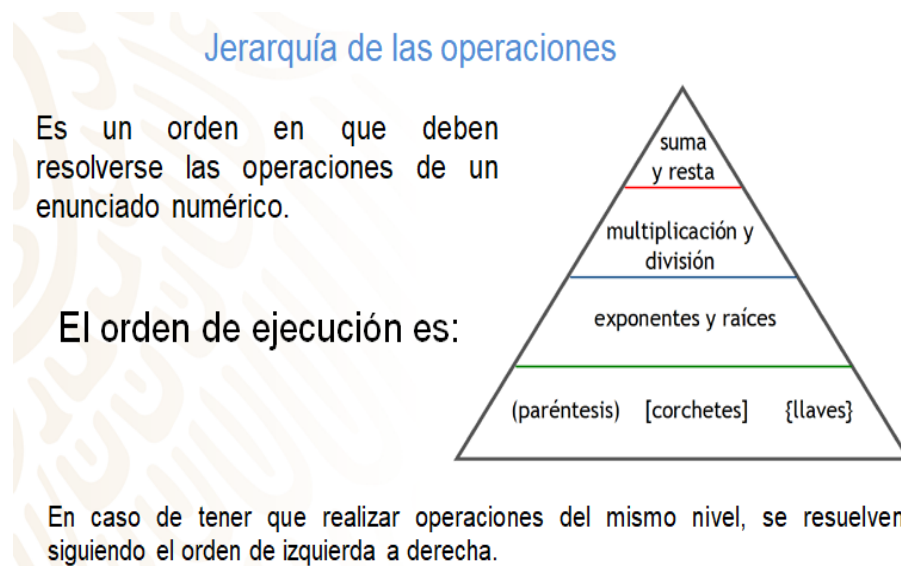 Jerarquía de las operaciones
Es un orden en que deben
resolverse las operaciones de un
enunciado numérico.
El orden de ejecución es:
suma
y resta
multiplicación y
división
exponentes y raíces
(paréntesis) [corchetes] {llaves}
En caso de tener que realizar operaciones del mismo nivel, se resuelven
siguiendo el orden de izquierda a derecha.